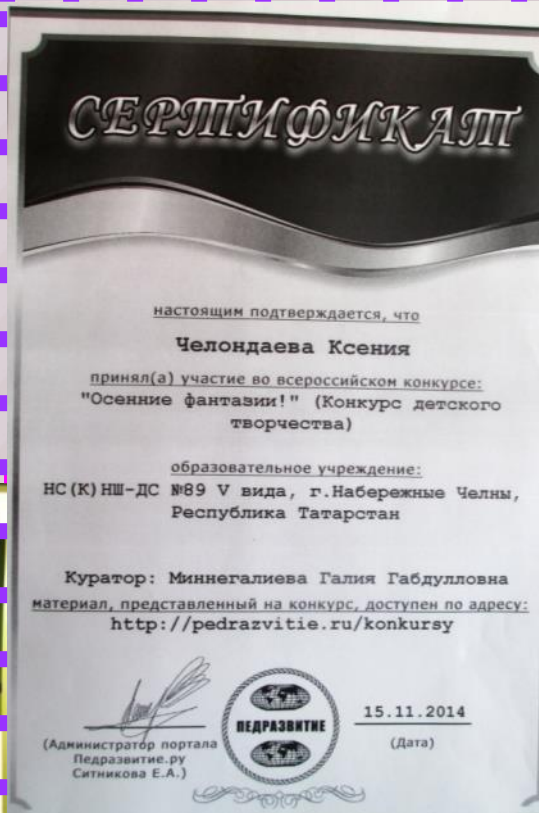 СЕРТИФИКАТ
настоящим подтверждается, что
Челондаева Ксения
принял(а) участие во всероссийском конкурсе:
"Осенние фантазии!" (Конкурс детского
творчества)
образовательное учреждение:
НС(К)НШ-ДС №89 V вида, г.Набережные Челны,
Республика Татарстан
Куратор: Миннегалиева Галия Габдулловна
материал, представленный на конкурс, доступен по адресу:
http://pedrazvitie.ru/konkursy
(Администратор портала
Педразвитие.ру
Ситникова Е.А.)
ПЕДРАЗВИТИЕ
15.11.2014
(Дата)